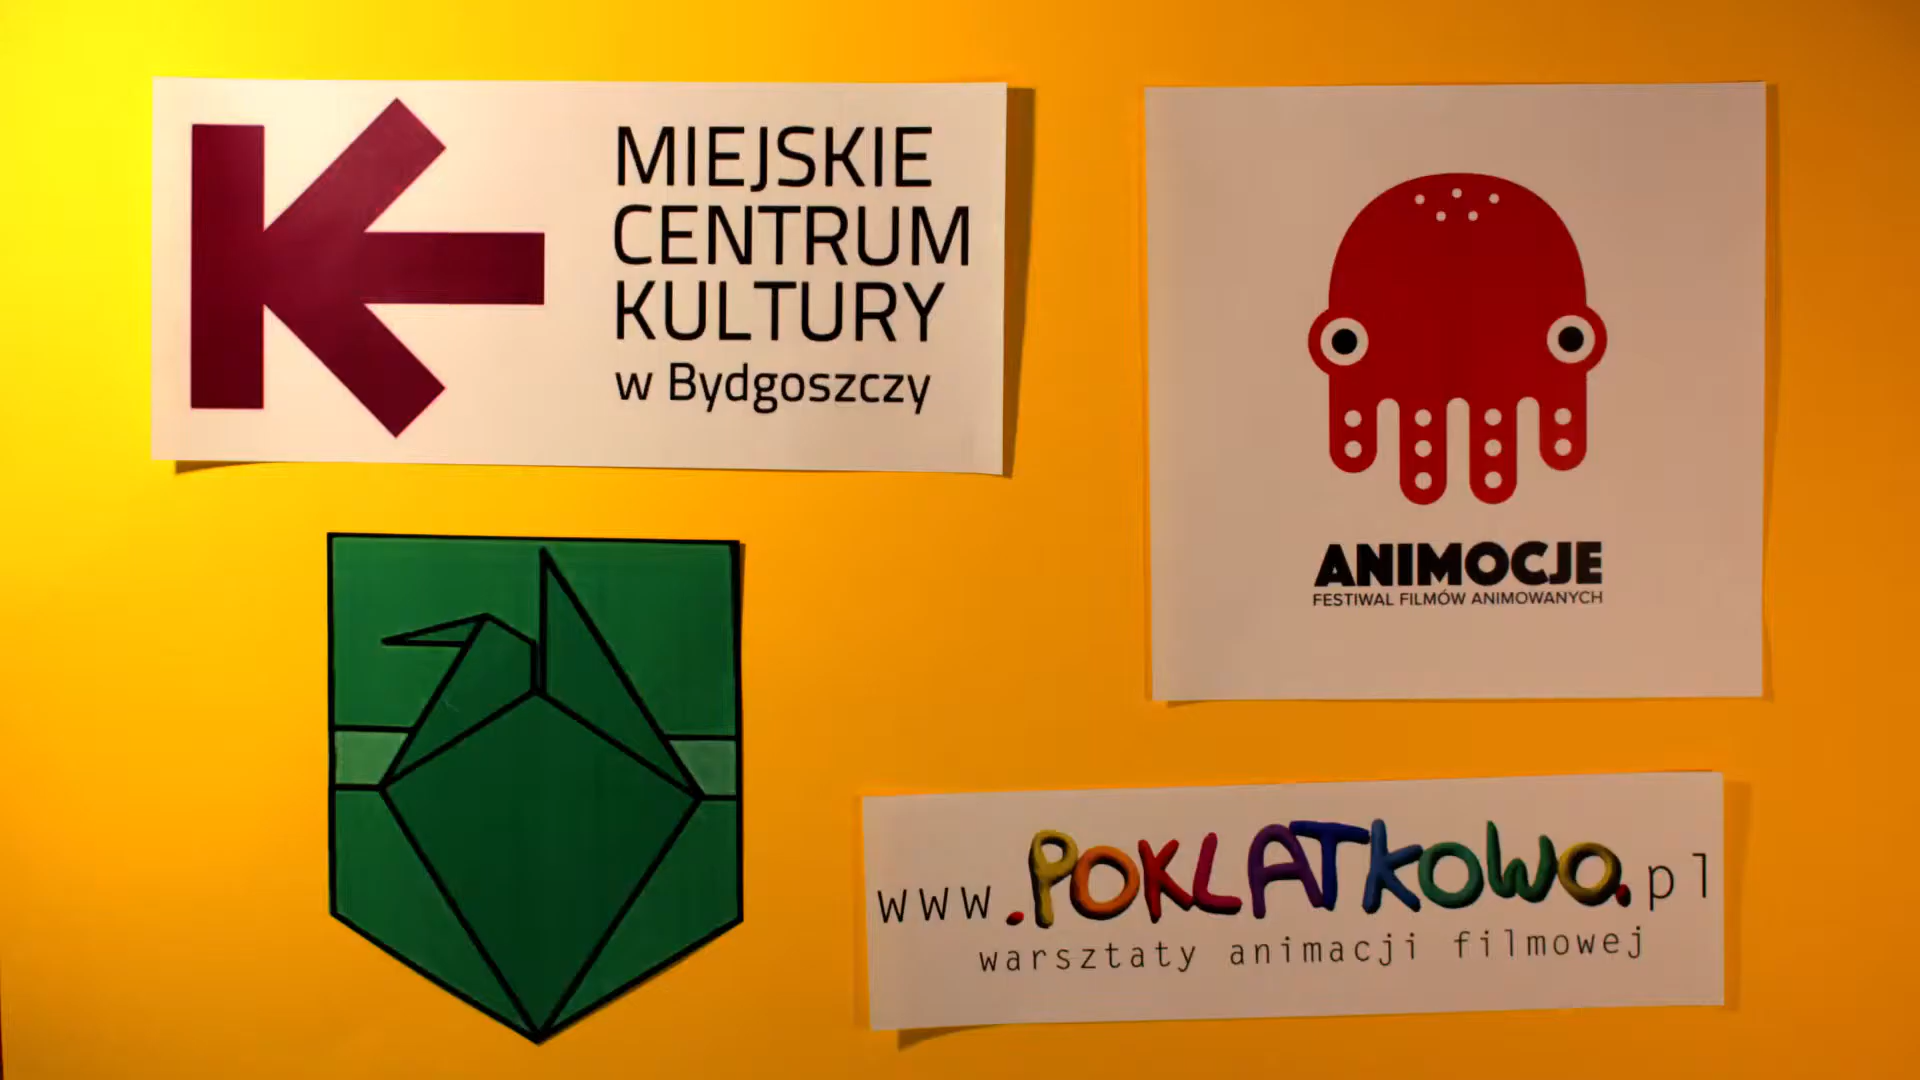 MIEJSKIE
CENTRUM
KULTURY
w Bydgoszczy
ANIMOCJE
FESTIWAL FILMÓW ANIMOWANYCH
www.POKLATKOWO.pl
warsztaty animacji filmowej